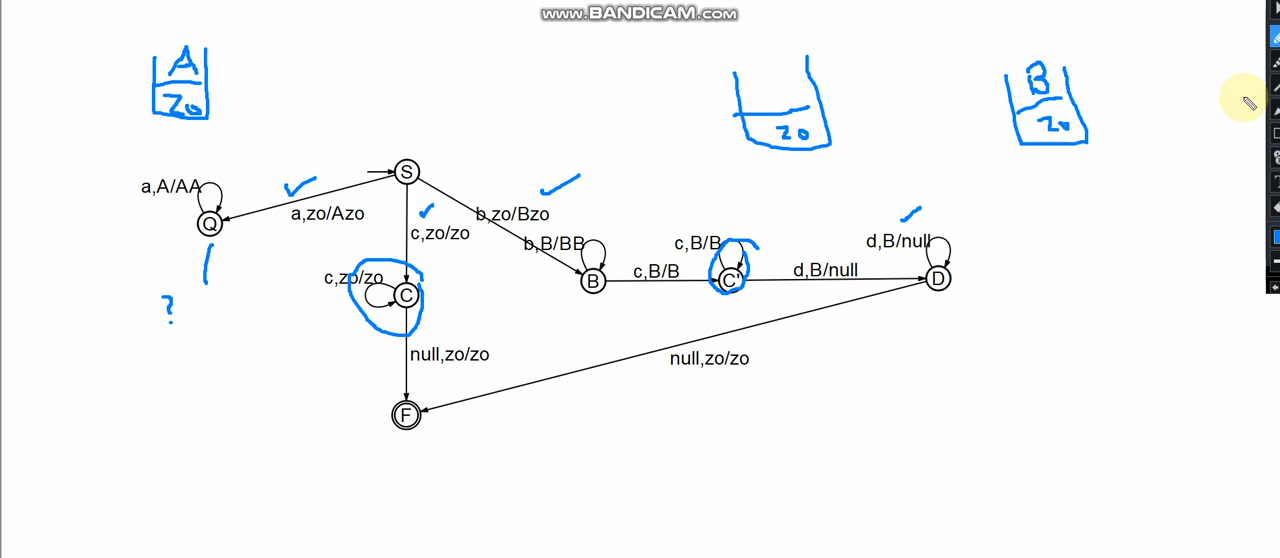 www.BANDICAM.com
A
zo
zo
B
zo
S
a,A/AA
Q
a,zo/Azo
c,zo/zo
b,zo/Bzo
b,B/BB
B
c,B/B
c,B/B
C'
d,B/null
d,B/null
D
c,zo/zo
C
?
null,zo/zo
null,zo/zo
F